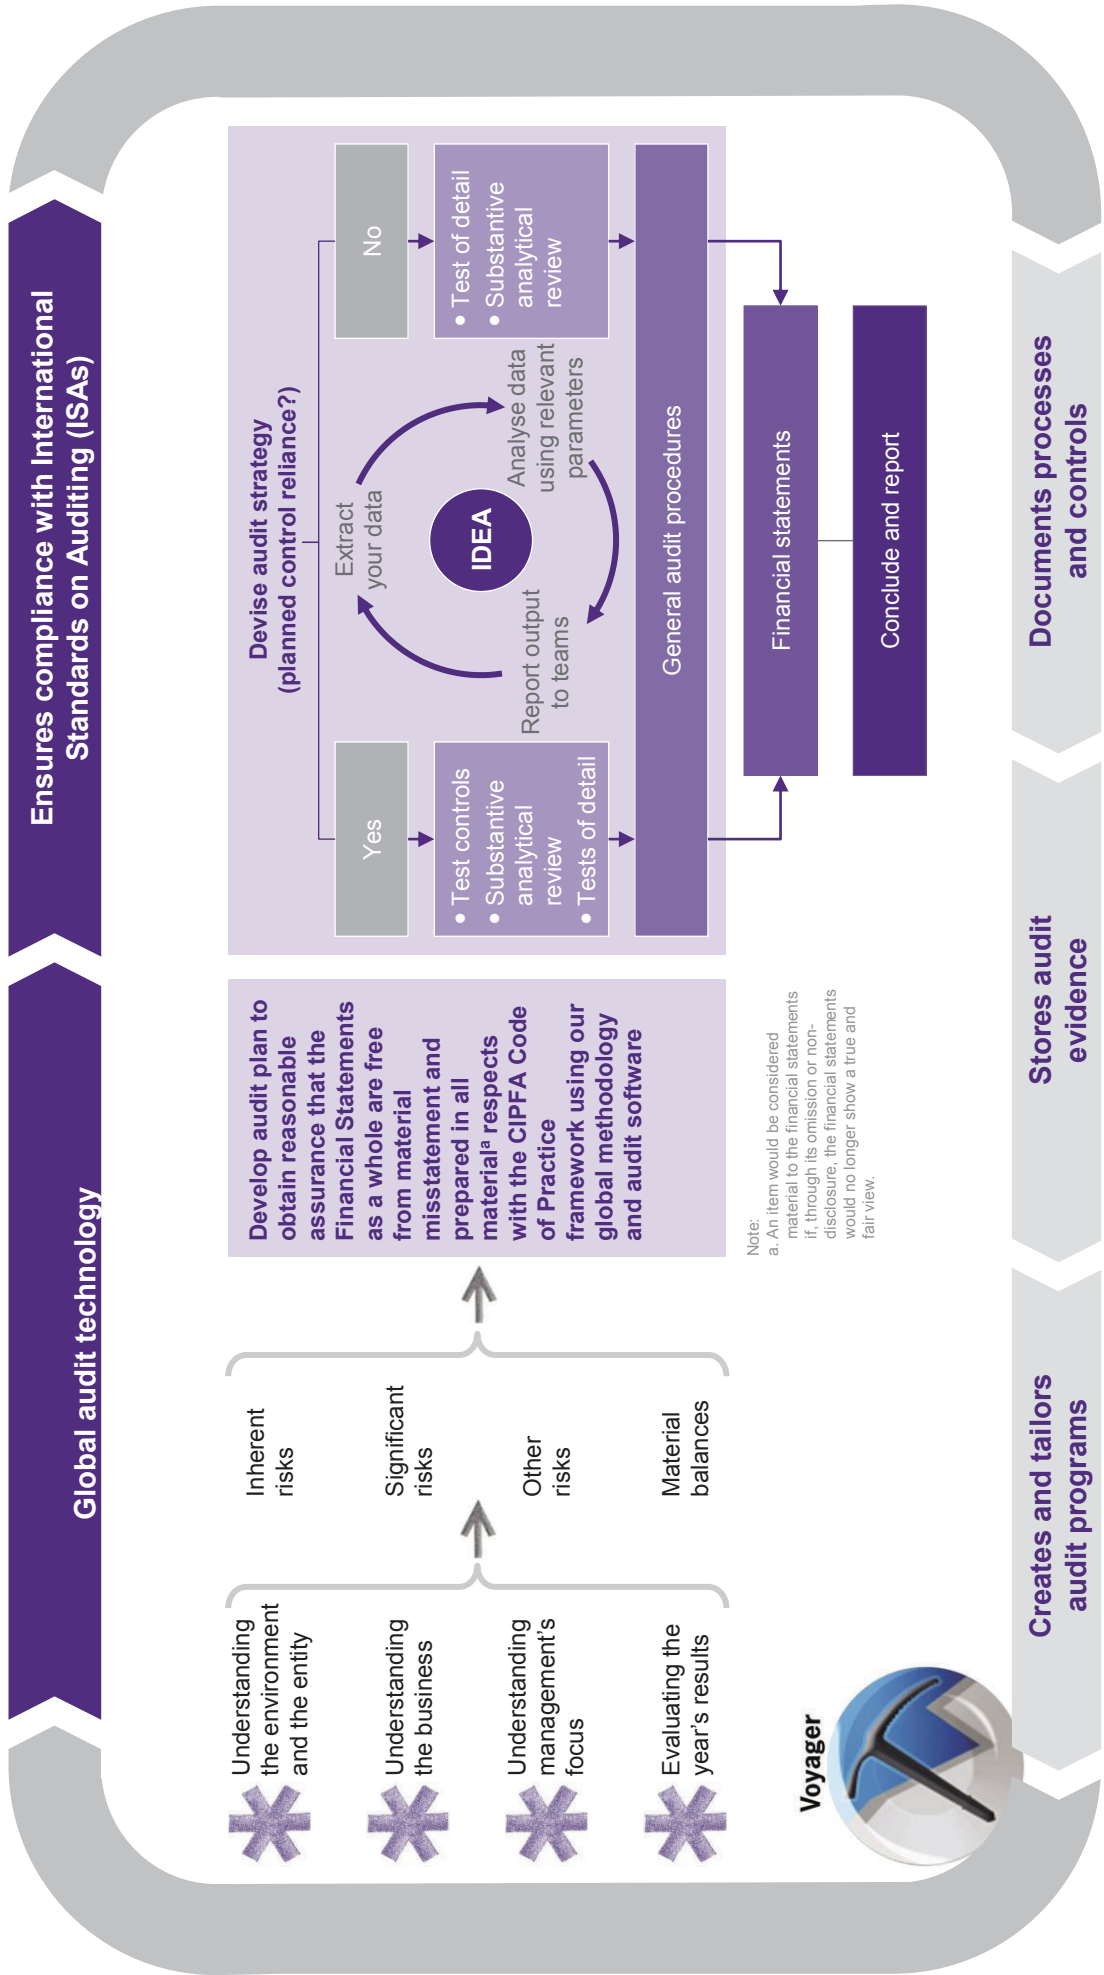 Global audit technology
Ensures compliance with International
Standards on Auditing (ISAs)
Understanding
the environment
and the entity
Understanding
the business
Understanding
management's
focus
Evaluating the
year's results
Inherent
risks
Significant
risks
Other
risks
Material
balances
Develop audit plan to
obtain reasonable
assurance that the
Financial Statements
as a whole are free
from material
misstatement and
prepared in all
materialª respects
with the CIPFA Code
of Practice
framework using our
global methodology
and audit software
Note:
a. An item would be considered
material to the financial statements
if, through its omission or non-
disclosure, the financial statements
would no longer show a true and
fair view.
Devise audit strategy
(planned control reliance?)
Yes
No
• Test controls
• Substantive
analytical
review
• Tests of detail
Extract
your data
IDEA
Analyse data
using relevant
parameters
Report output
to teams
• Test of detail
• Substantive
analytical
review
General audit procedures
Financial statements
Conclude and report
Voyager
Creates and tailors
audit programs
Stores audit
evidence
Documents processes
and controls